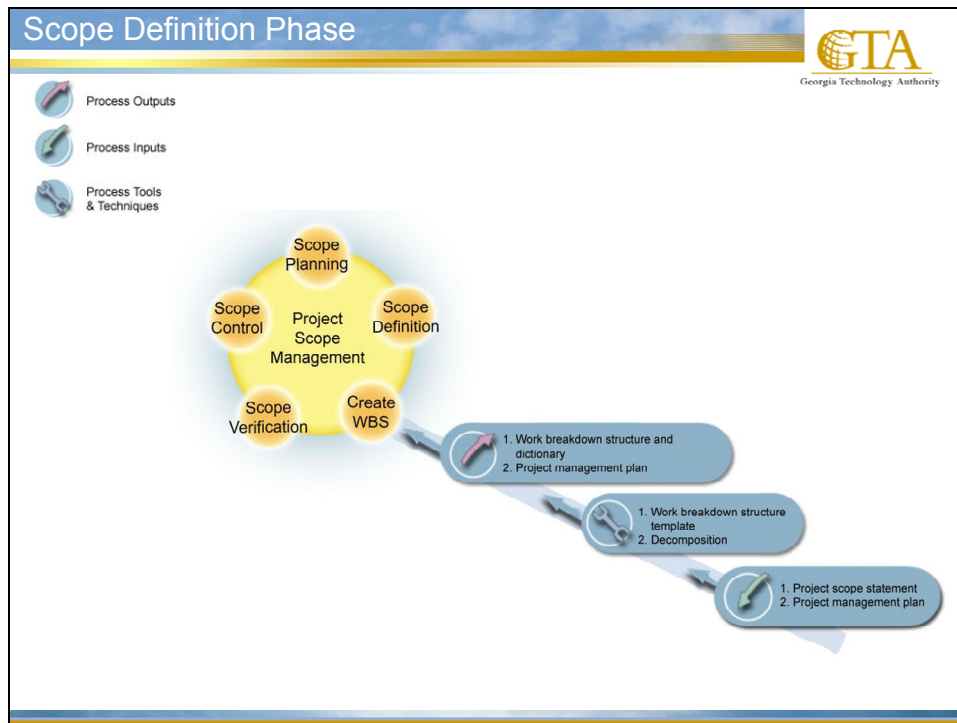 Scope Definition Phase
GTA
Georgia Technology Authority
Process Outputs
Process Inputs
Process Tools
& Techniques
Scope
Planning
Scope
Control
Project
Scope
Management
Scope
Definition
Scope
Verification
Create
WBS
1. Work breakdown structure and
dictionary
2. Project management plan
1. Work breakdown structure
template
2. Decomposition
1. Project scope statement
2. Project management plan